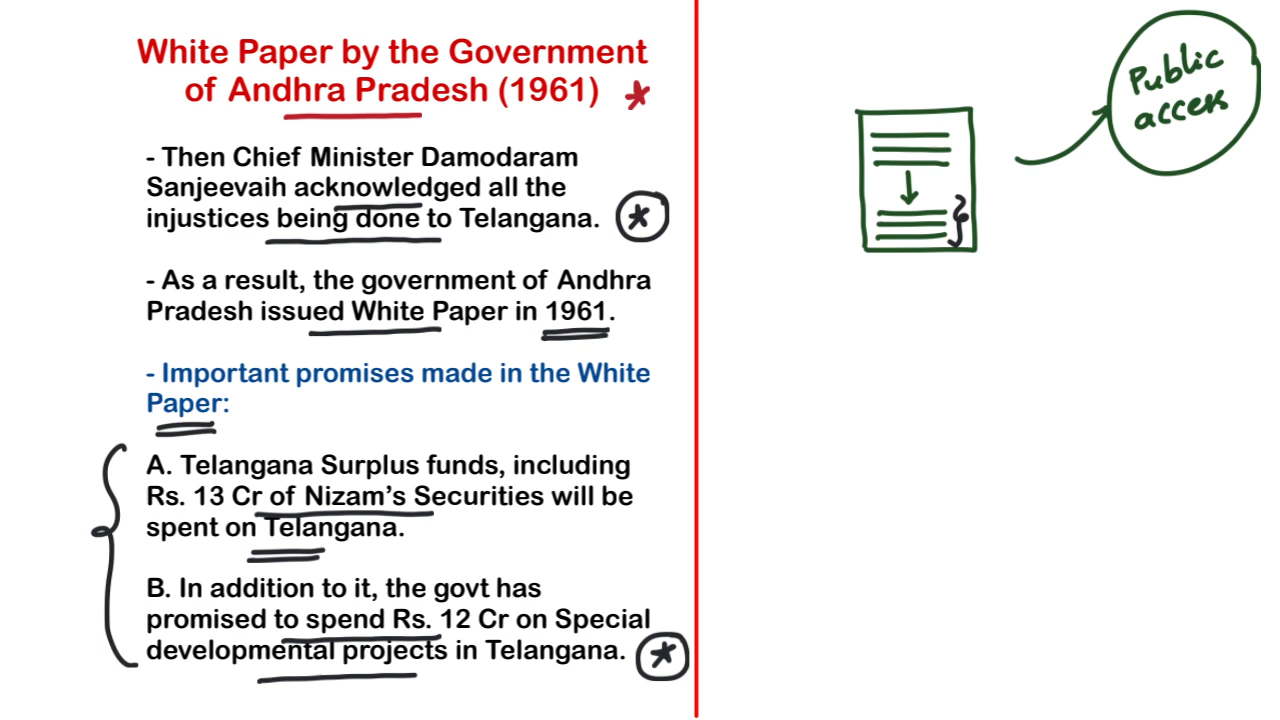 White Paper by the Government
of Andhra Pradesh (1961)
- Then Chief Minister Damodaram
Sanjeevaih acknowledged all the
injustices being done to Telangana.
- As a result, the government of Andhra
Pradesh issued White Paper in 1961.
- Important promises made in the White
Paper:
A. Telangana Surplus funds, including
Rs. 13 Cr of Nizam’s Securities will be
spent on Telangana.
B. In addition to it, the govt has
promised to spend Rs. 12 Cr on Special
developmental projects in Telangana.
Public
access